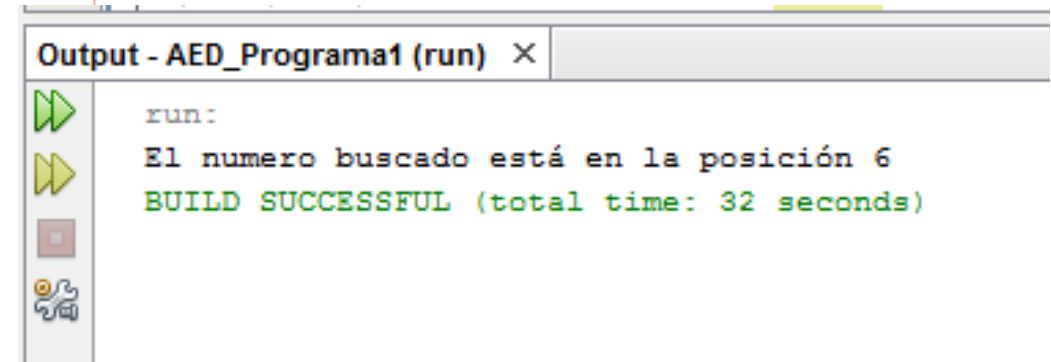 Output - AED_Programa1 (run)
run:
El numero buscado está en la posición 6
BUILD SUCCESSFUL (total time: 32 seconds)